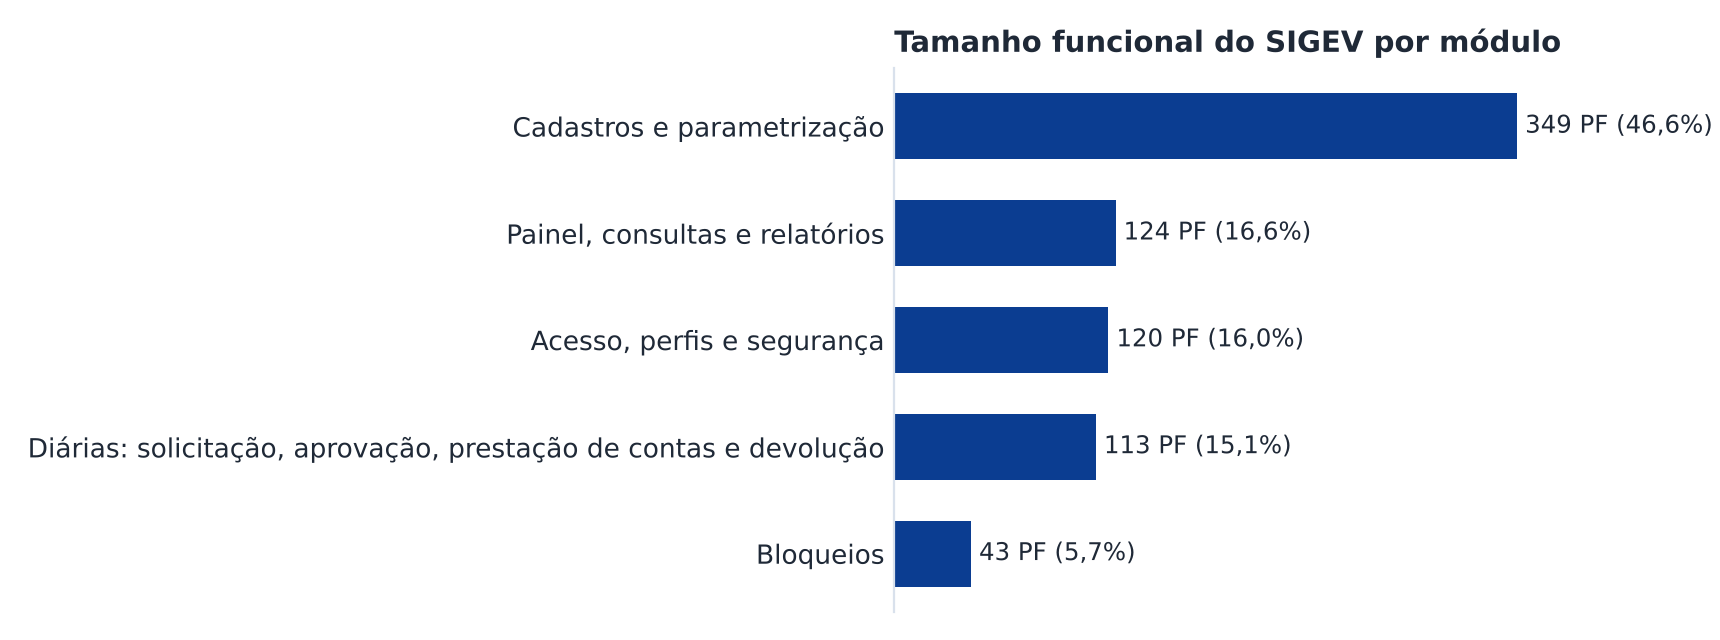 Tamanho funcional do SIGEV por módulo
Cadastros e parametrização 349 PF (46,6%)
Painel, consultas e relatórios 124 PF (16,6%)
Acesso, perfis e segurança 120 PF (16,0%)
Diárias: solicitação, aprovação, prestação de contas e devolução 113 PF (15,1%)
Bloqueios 43 PF (5,7%)